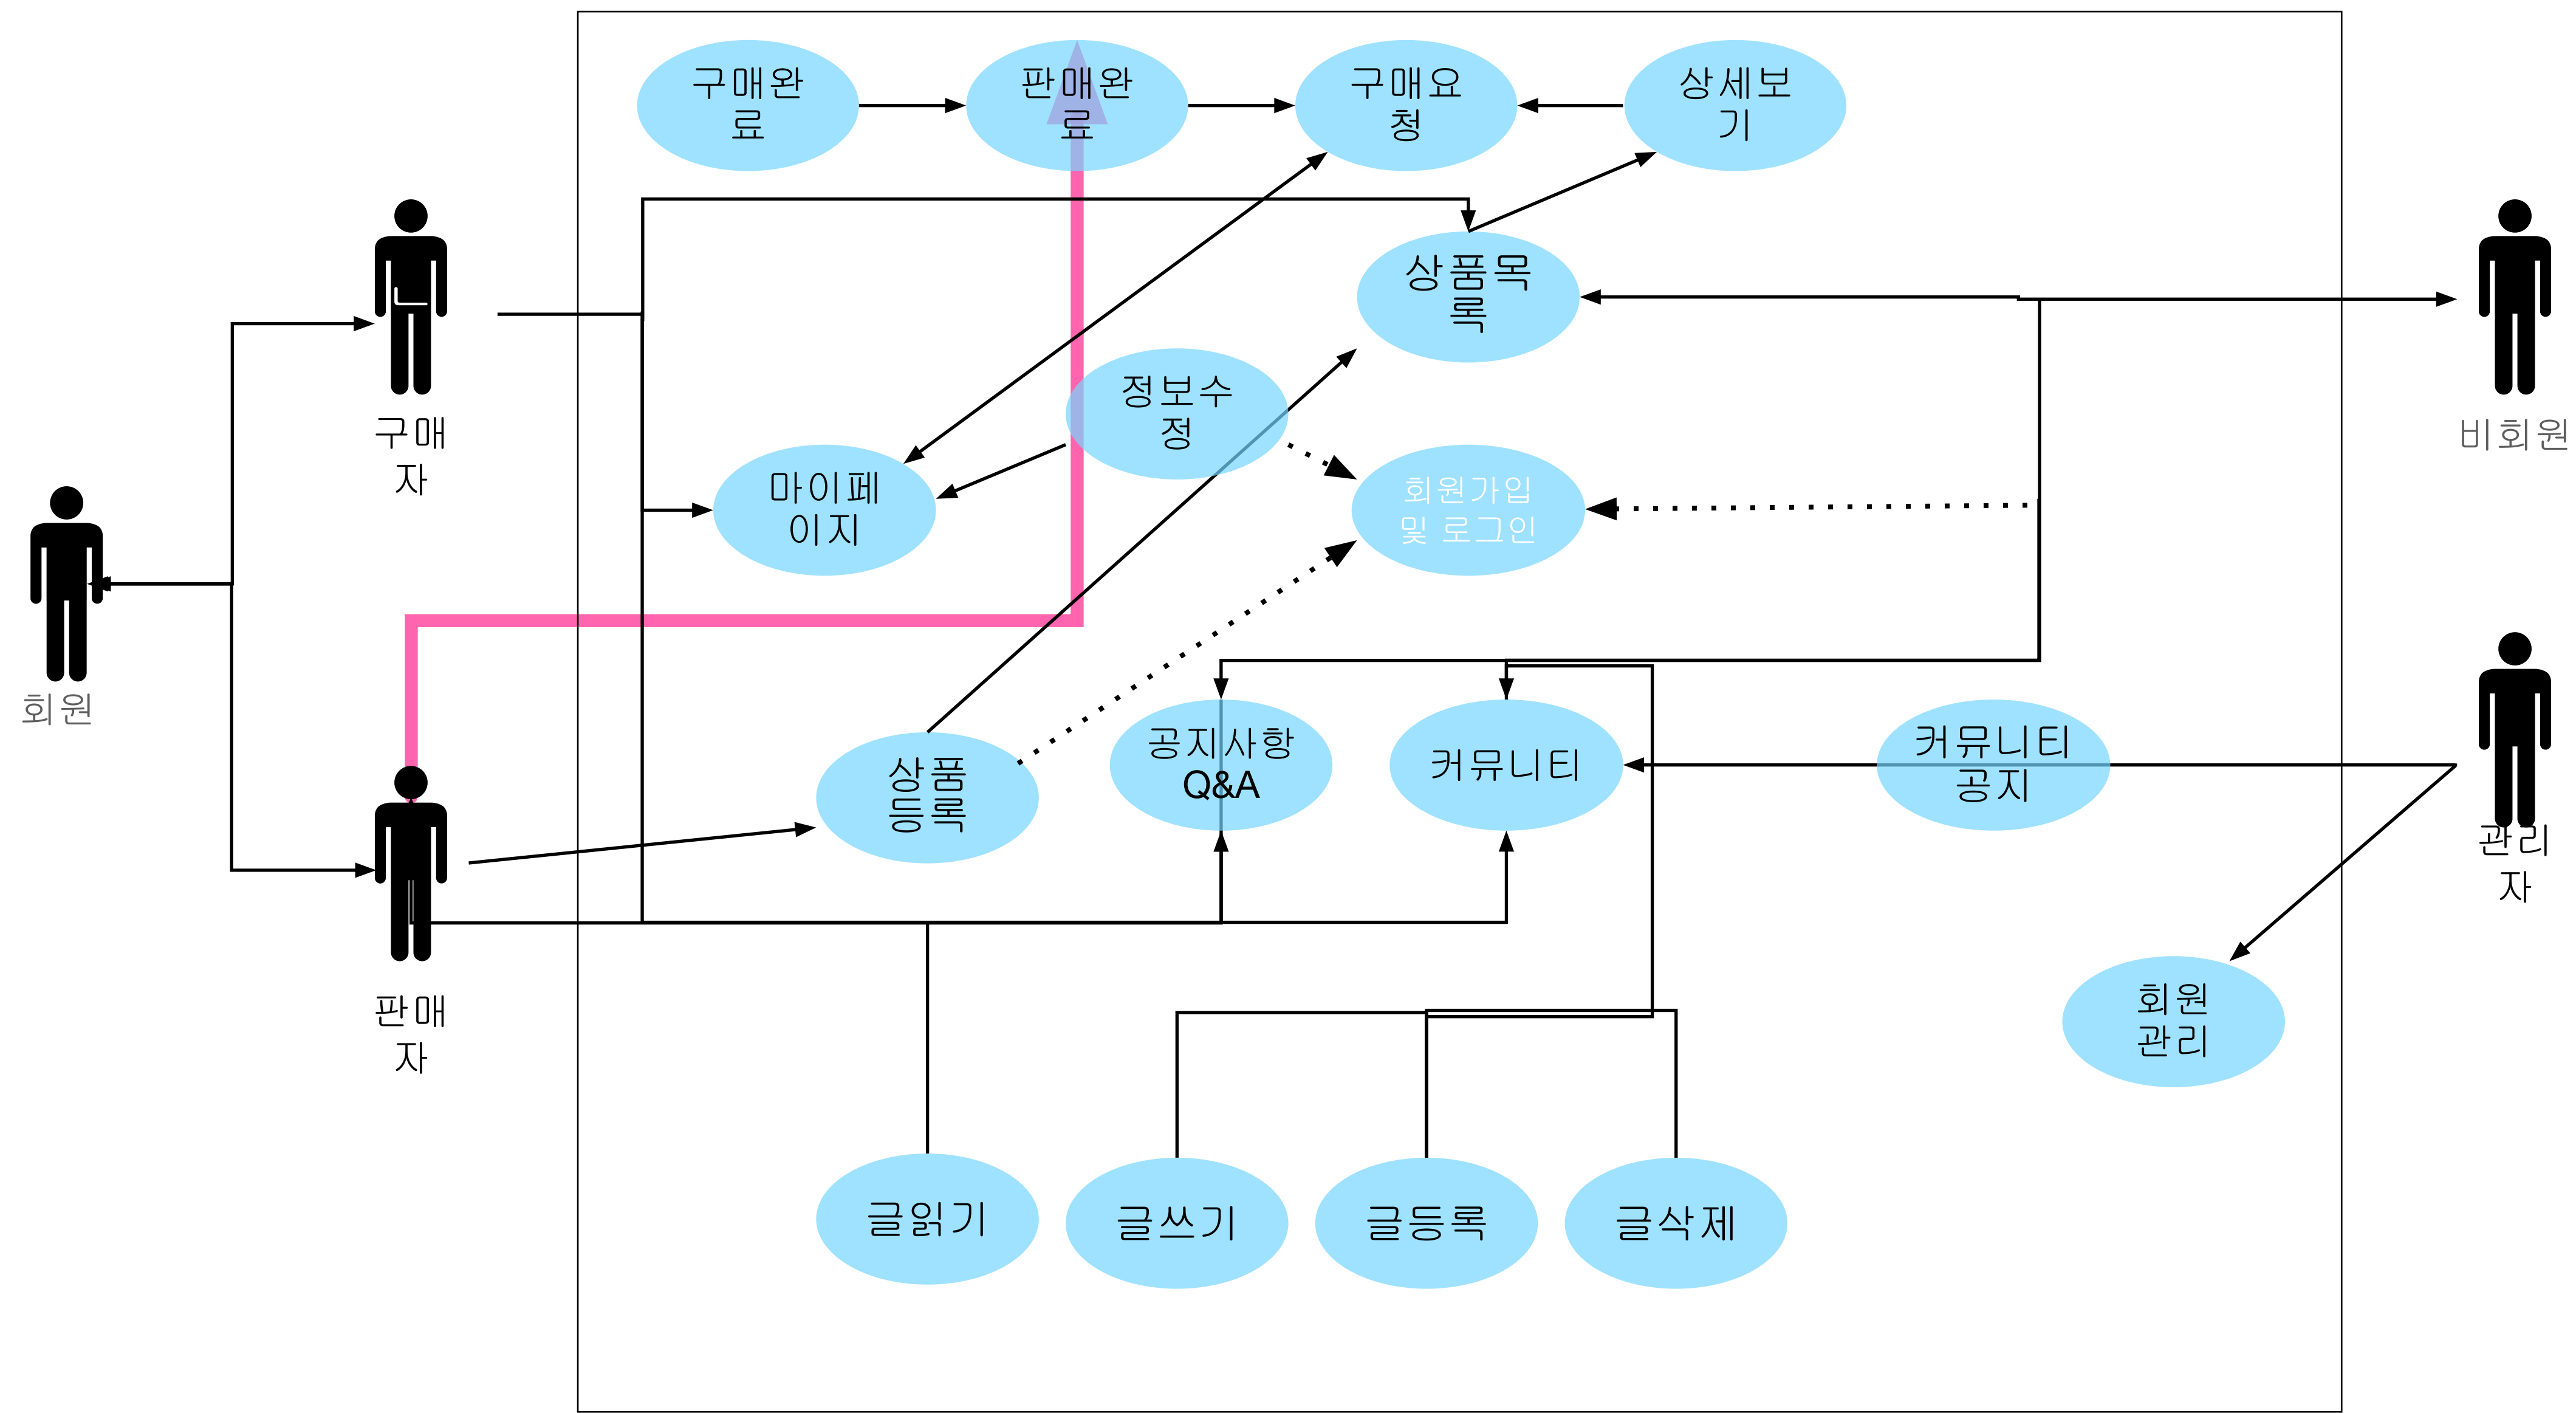 구매완
료
판매완
료
구매요
청
상세보
기
상품목
록
구매
자
비회원
정보수
정
마이페
이지
회원가입
및 로그인
회원
상품
등록
공지사항
Q&A
커뮤니티
커뮤니티
공지
관리
자
판매
자
회원
관리
글읽기
글쓰기
글등록
글삭제